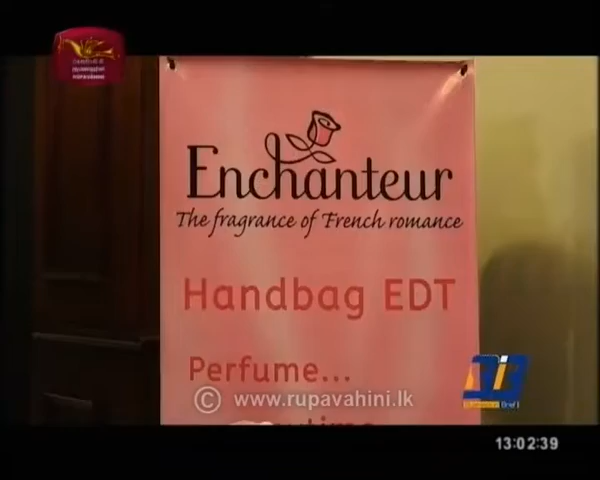 Enchanteur
The fragrance of French romance
Handbag EDT
Perfume...
© www.rupavahini.lk
13:02:39